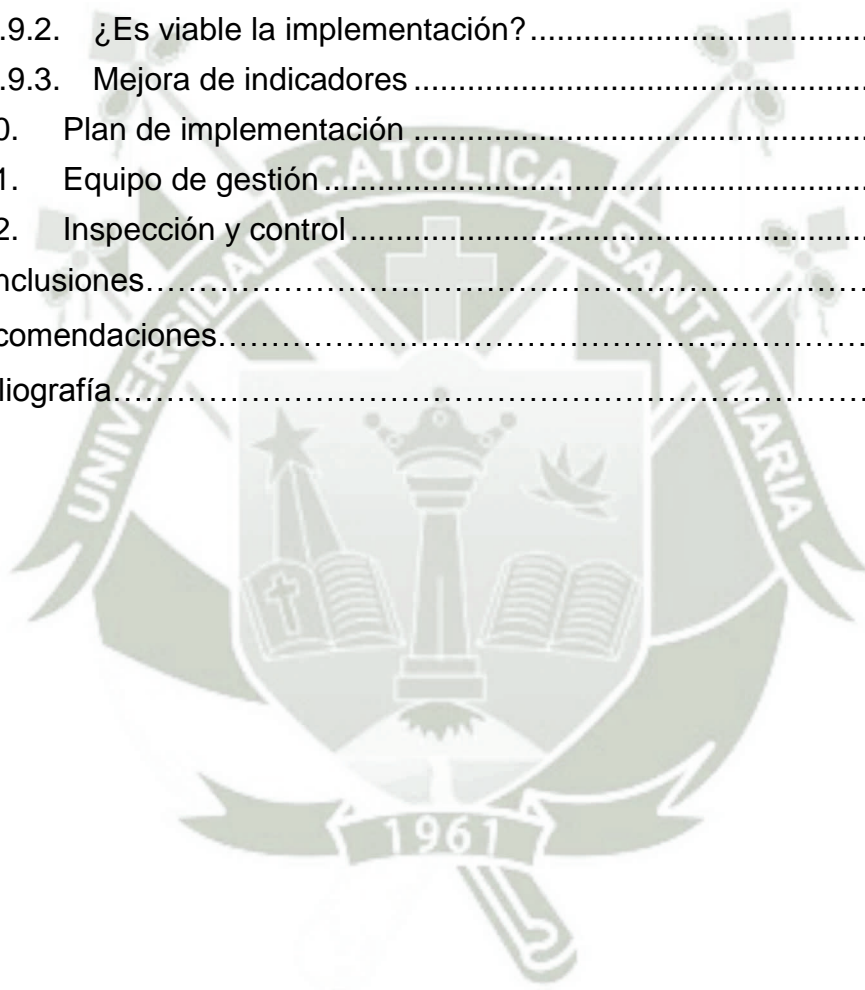 .9.2. ¿Es viable la implementación?........................................
.9.3. Mejora de indicadores........................................
0. Plan de implementación........................................
1. Equipo de gestión........................................
2. Inspección y control........................................
nclusiones........................................
comendaciones........................................
liografía........................................
UNIVERSIDAD CATOLICA SANTA MARIA
1961